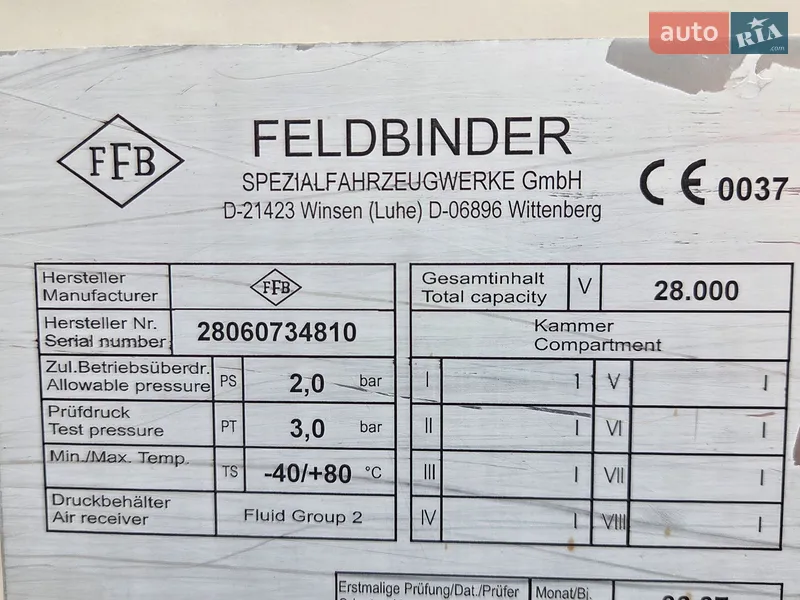 auto RIA.com
FFB
FELDBINDER
SPEZIALFAHRZEUGWERKE GmbH
D-21423 Winsen (Luhe) D-06896 Wittenberg
CE 0037
Hersteller
Manufacturer
FFB
Hersteller Nr.
Serial number
28060734810
Zul.Betriebsüberdr.
Allowable pressure
PS
2,0 bar
Prüfdruck
Test pressure
PT
3,0 bar
Min./Max. Temp.
TS
-40/+80 °C
Druckbehälter
Air receiver
Fluid Group 2
Gesamtinhalt
Total capacity
V
28.000
Kammer
Compartment
I l V l
II l VI l
III l VII l
IV l VIII l
Erstmalige Prüfung/Dat./Prüfer
Monat/Bj.